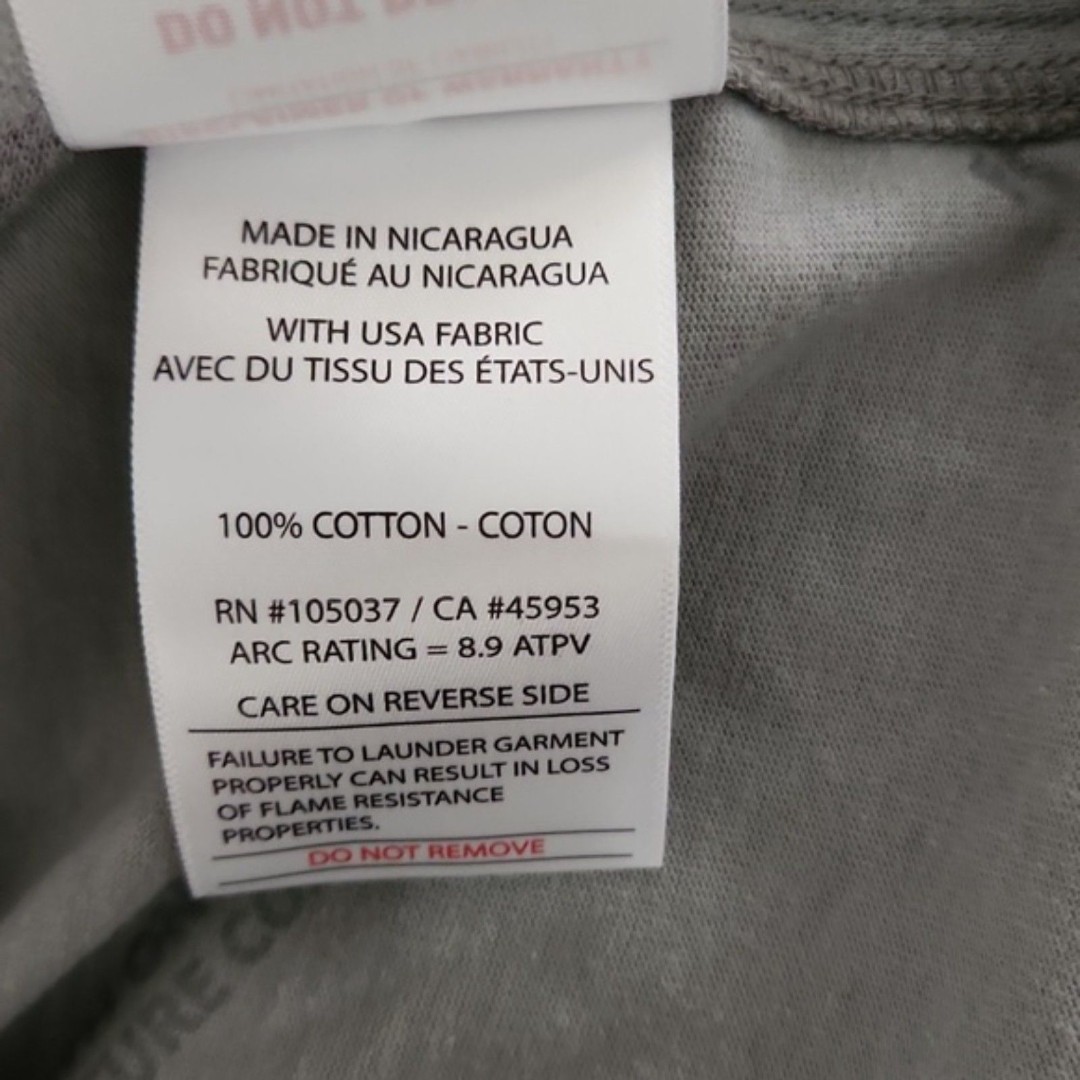 DO NOT
MADE IN NICARAGUA
FABRIQUÉ AU NICARAGUA
WITH USA FABRIC
AVEC DU TISSU DES ÉTATS-UNIS
100% COTTON - COTON
RN #105037 / CA #45953
ARC RATING = 8.9 ATPV
CARE ON REVERSE SIDE
FAILURE TO LAUNDER GARMENT
PROPERLY CAN RESULT IN LOSS
OF FLAME RESISTANCE
PROPERTIES.
DO NOT REMOVE